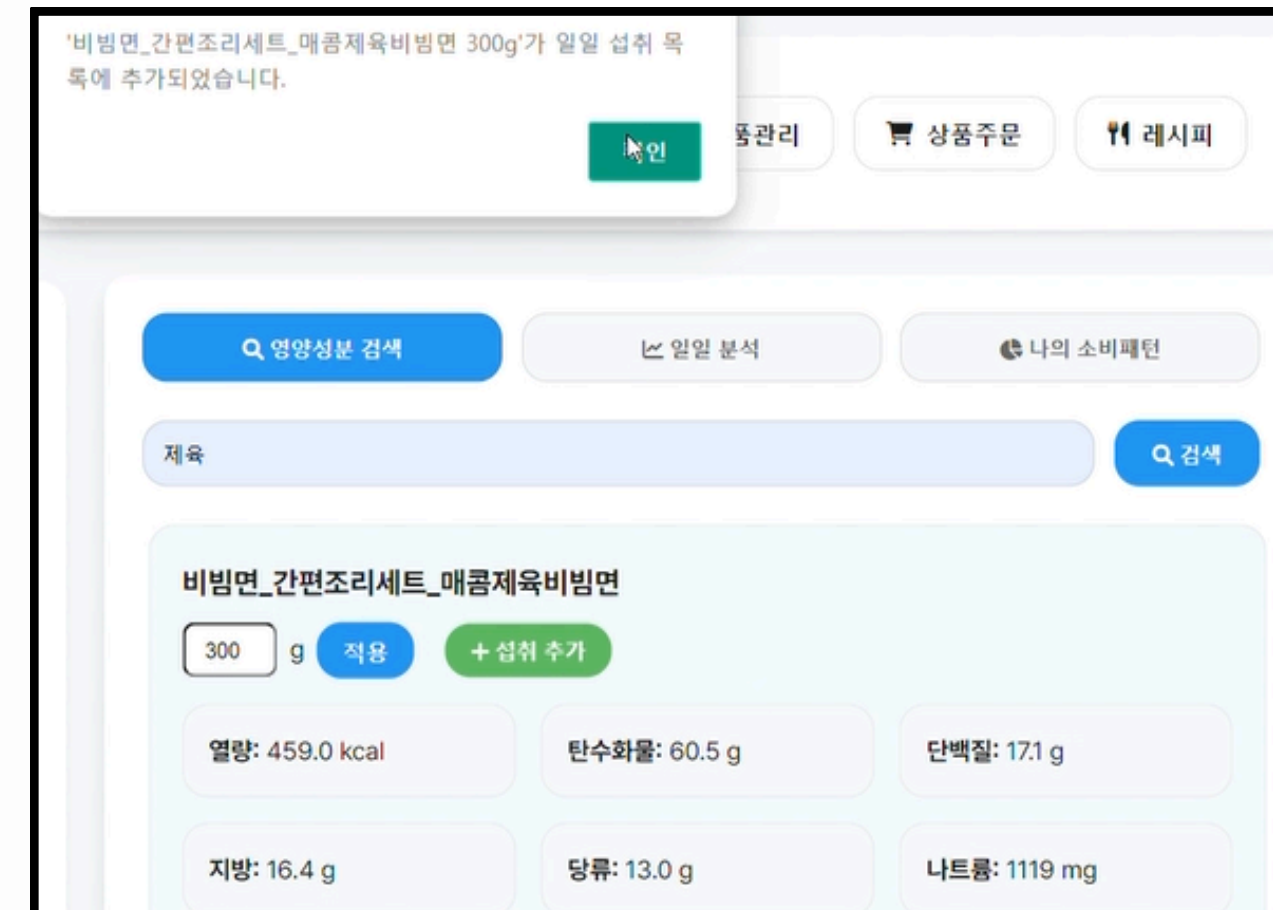 '비빔면_간편조리세트_매콤제육비빔면 300g'가 일일 섭취 목
록에 추가되었습니다.
인
품관리 상품주문 레시피
영양성분 검색 일일 분석 나의 소비패턴
제육 검색
비빔면_간편조리세트_매콤제육비빔면
300 g 적용 + 섭취 추가
열량: 459.0 kcal 탄수화물: 60.5 g 단백질: 17.1 g
지방: 16.4 g 당류: 13.0 g 나트륨: 1119 mg